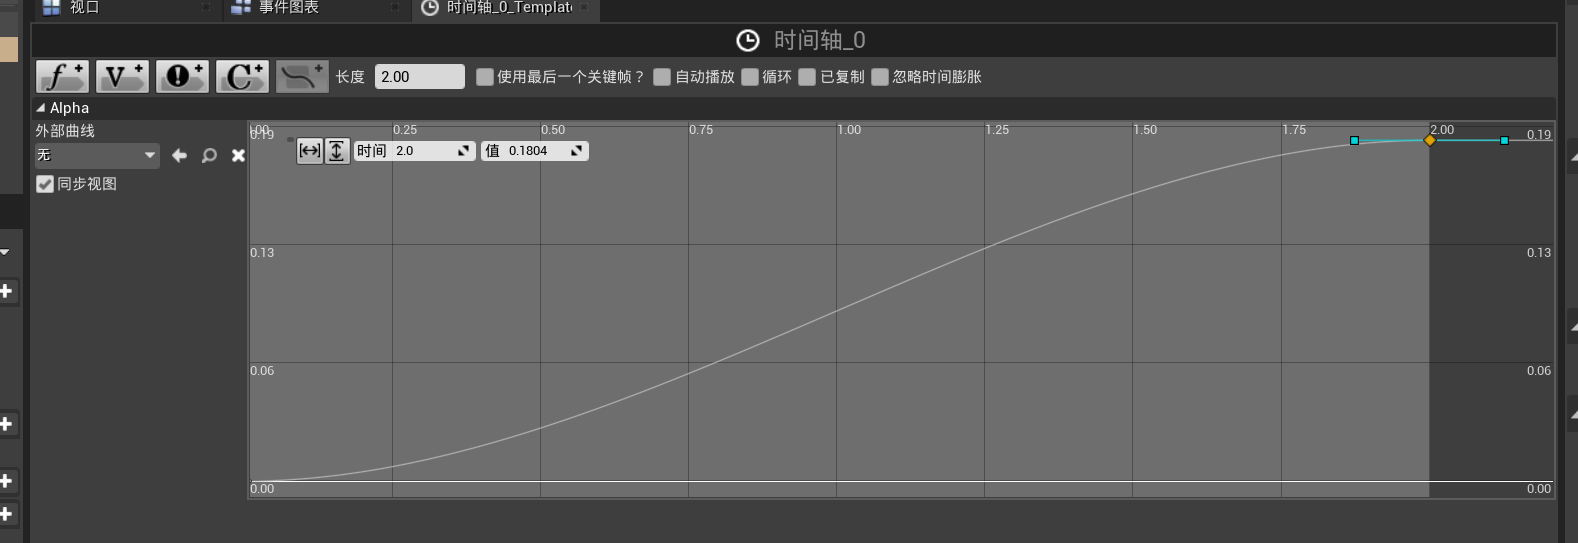 视口 事件图表 时间轴_0_Templat
时间轴_0
f V C 长度 2.00 使用最后一个关键帧？ 自动播放 循环 已复制 忽略时间膨胀
Alpha
外部曲线
无
同步视图
0.25 0.50 0.75 1.00 1.25 1.50 1.75 2.00
0.19 0.19
时间 2.0 值 0.1804
0.13 0.13
0.06 0.06
0.00 0.00